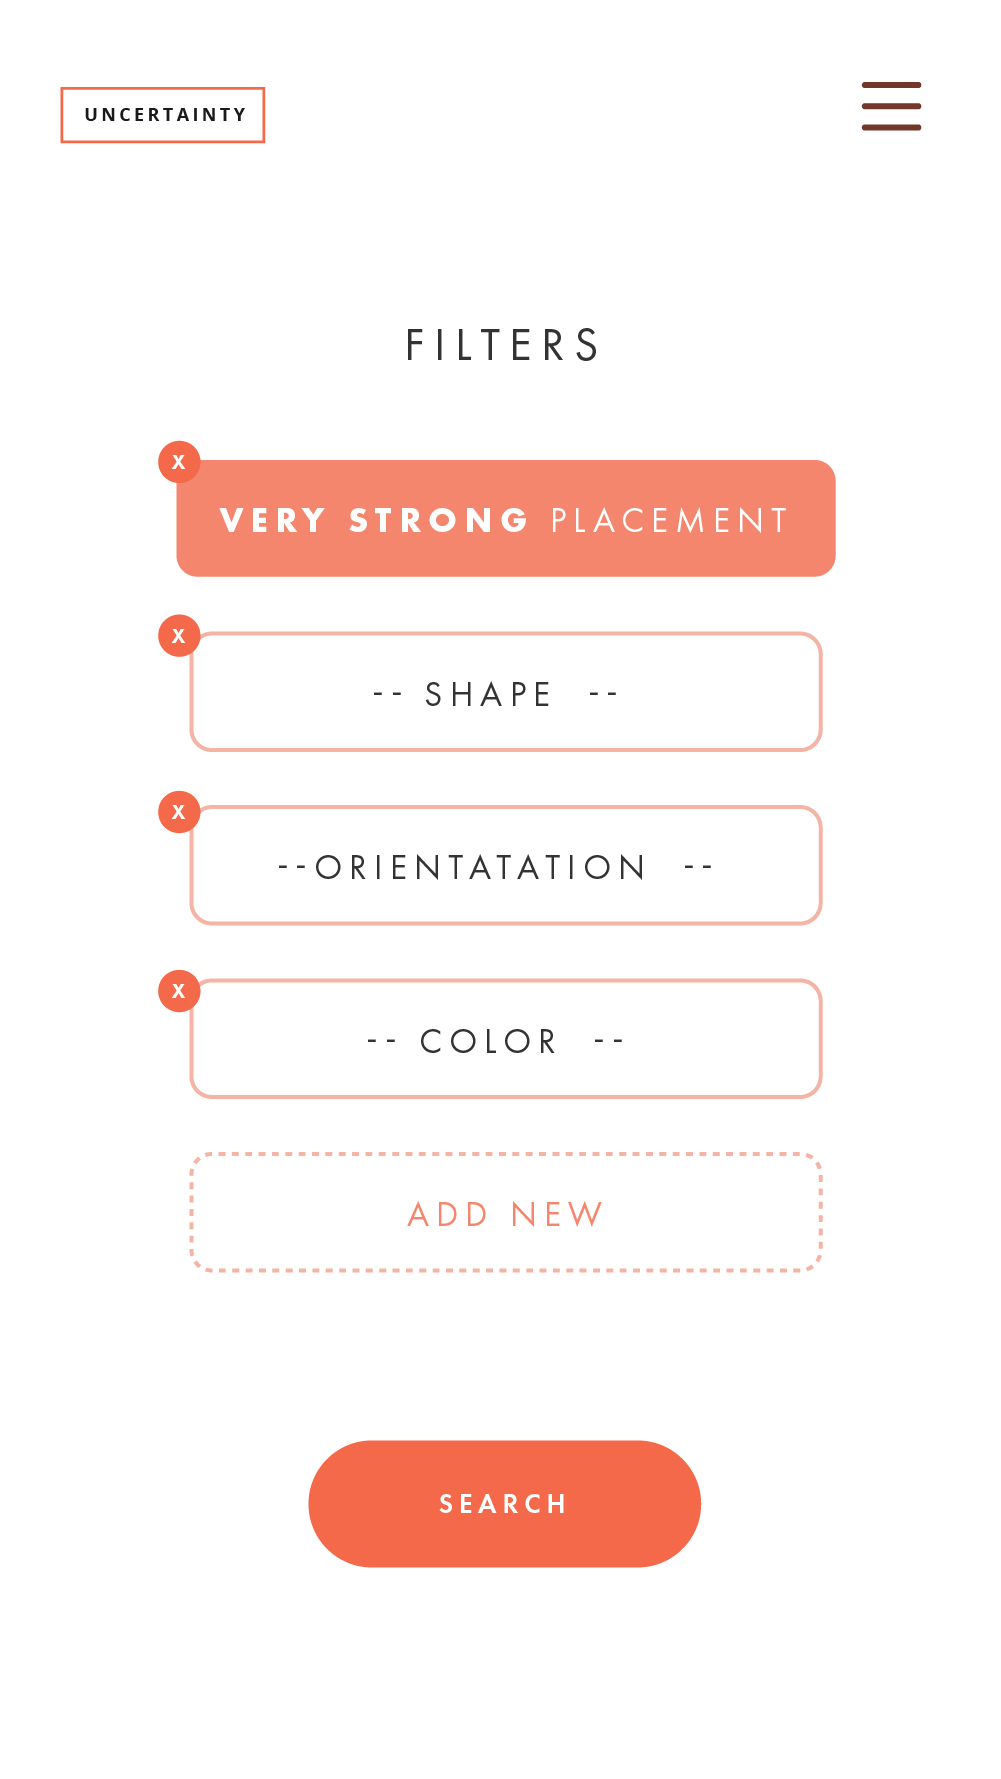 UNCERTAINTY
FILTERS
X
VERY STRONG PLACEMENT
X
-- SHAPE --
X
--ORIENTATATION --
X
-- COLOR --
ADD NEW
SEARCH